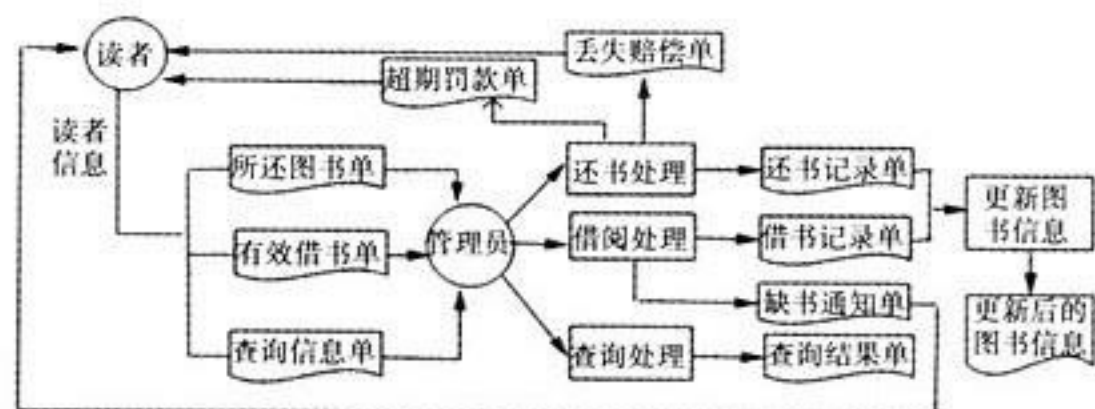 读者
丢失赔偿单
超期罚款单
读者
信息
所还图书单
还书处理
还书记录单
更新图
书信息
有效借书单
管理员
借阅处理
借书记录单
缺书通知单
更新后的
图书信息
查询信息单
查询处理
查询结果单